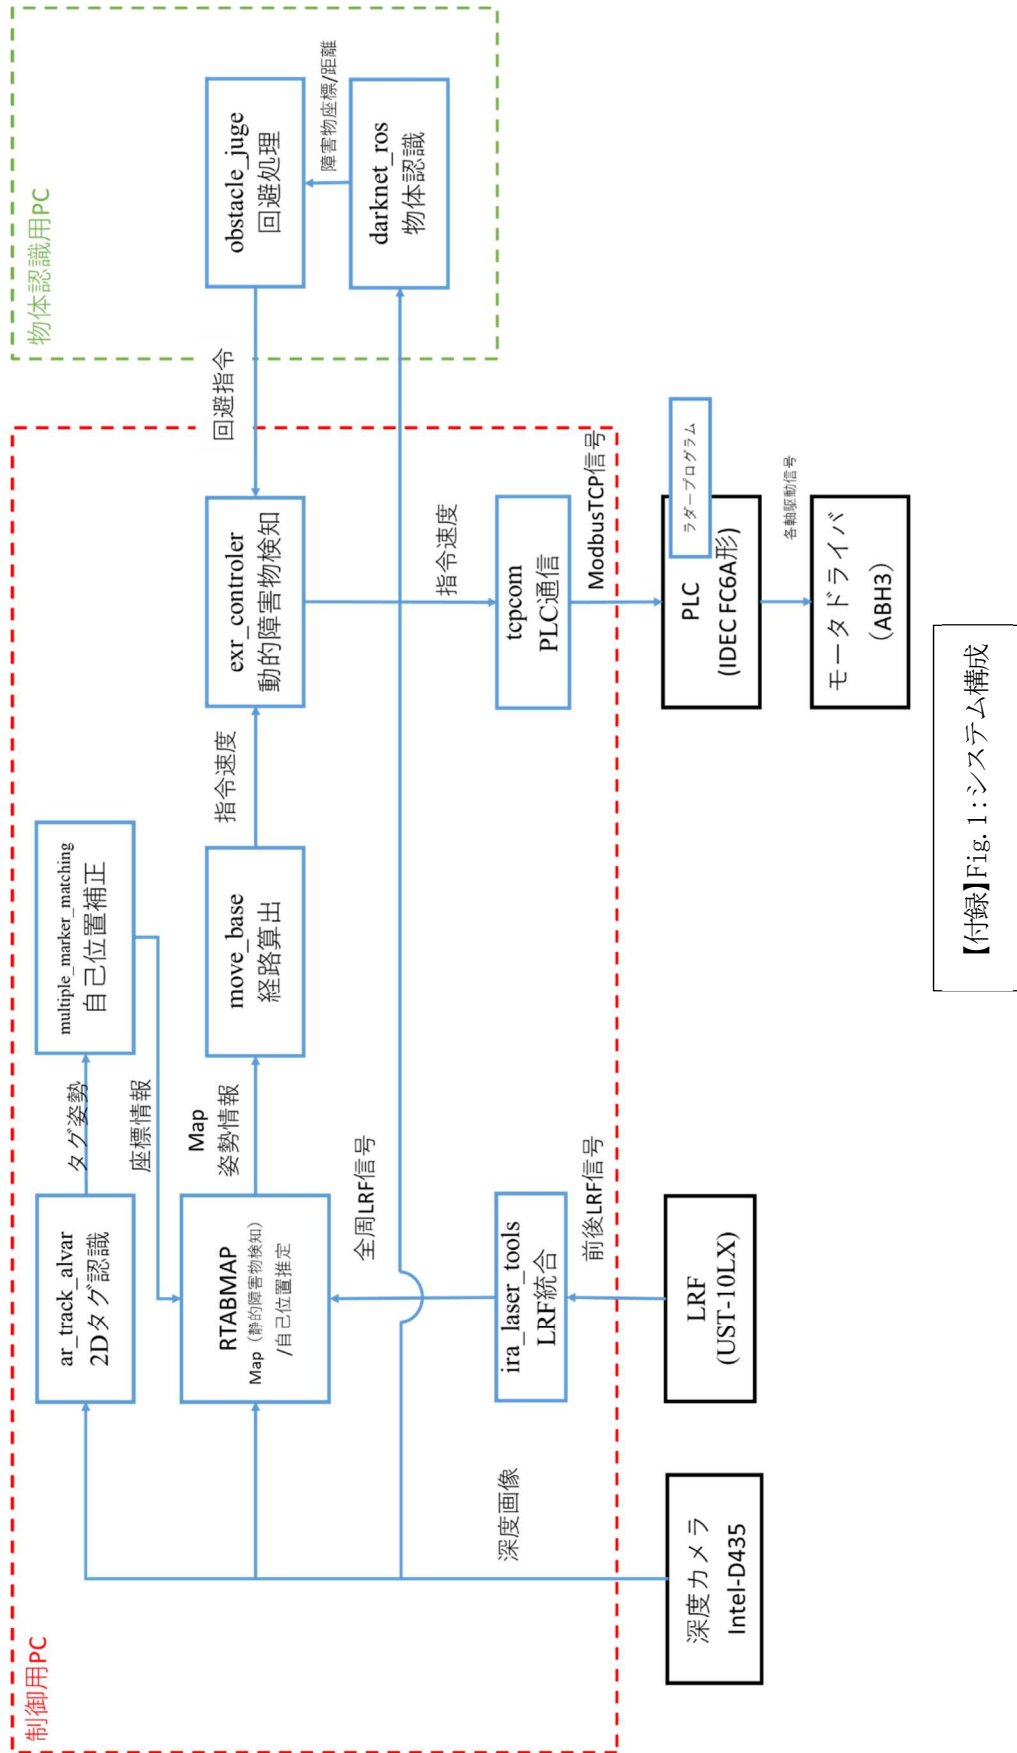 制御用PC
物体認識用PC
ar_track_alvar
2Dタグ認識
タグ姿勢
座標情報
multiple_marker_matching
自己位置補正
RTABMAP
Map（静的障害物検知）
/自己位置推定
Map
姿勢情報
move_base
経路算出
指令速度
exr_controler
動的障害物検知
回避指令
obstacle_juge
回避処理
障害物座標/距離
darknet_ros
物体認識
全周LRF信号
指令速度
深度画像
ira_laser_tools
LRF統合
前後LRF信号
tcpcom
PLC通信
ModbusTCP信号
深度カメラ
Intel-D435
LRF
(UST-10LX)
PLC
(IDEC FC6A形)
ラダープログラム
各軸駆動信号
モータドライバ
（ABH3）
【付録】Fig.1:システム構成